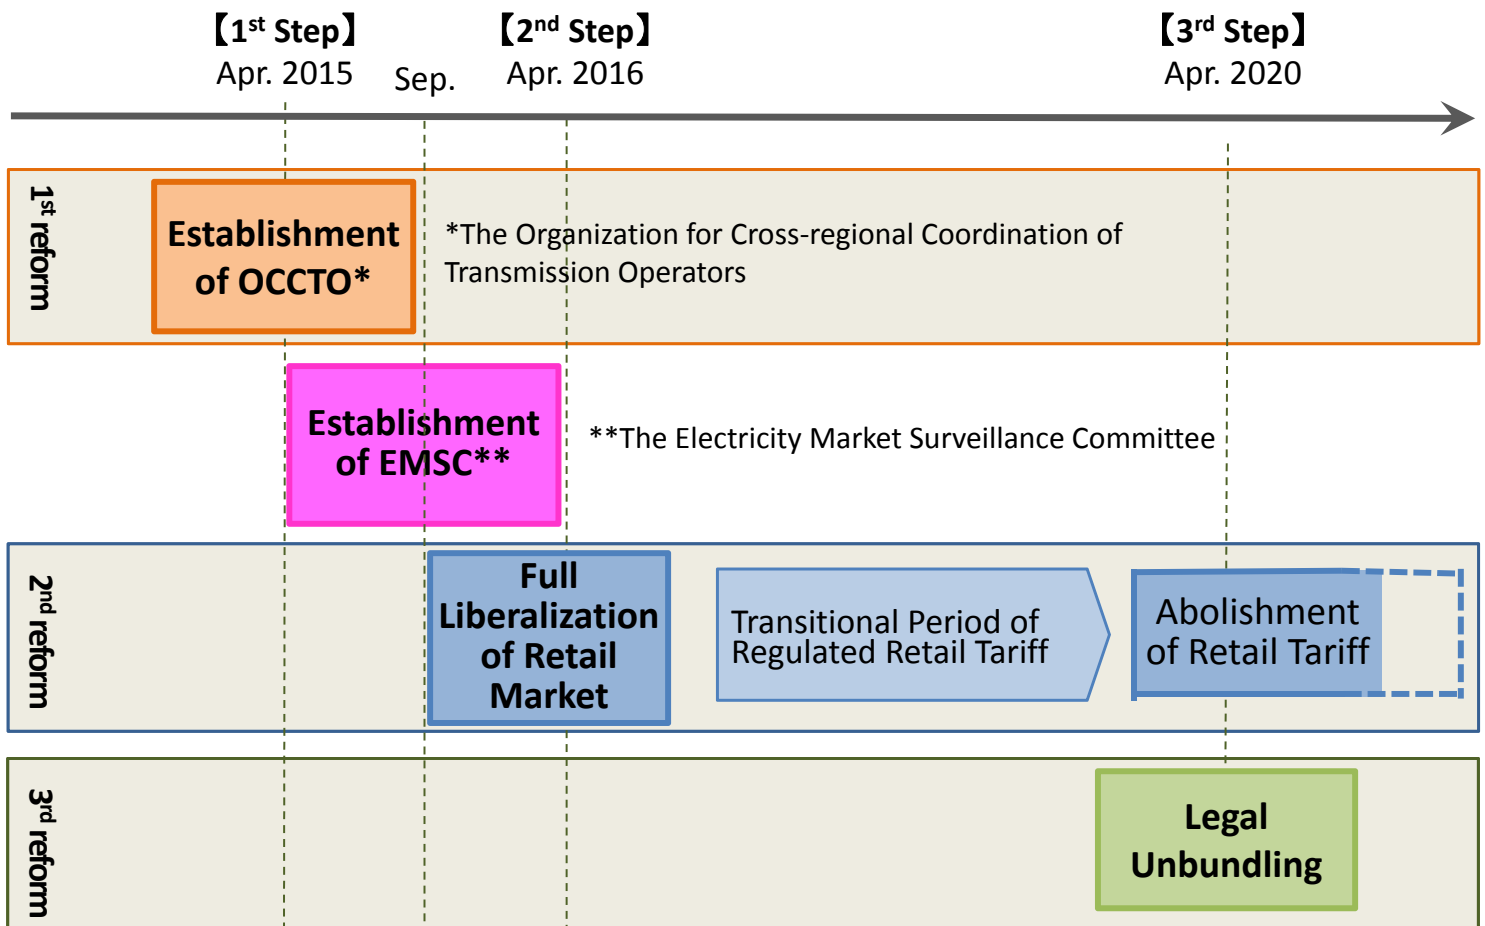 【1st Step】
Apr. 2015
Sep.
【2nd Step】
Apr. 2016
【3rd Step】
Apr. 2020
1st reform
Establishment
of OCCTO*
*The Organization for Cross-regional Coordination of
Transmission Operators
Establishment
of EMSC**
**The Electricity Market Surveillance Committee
2nd reform
Full
Liberalization
of Retail
Market
Transitional Period of
Regulated Retail Tariff
Abolishment
of Retail Tariff
3rd reform
Legal
Unbundling